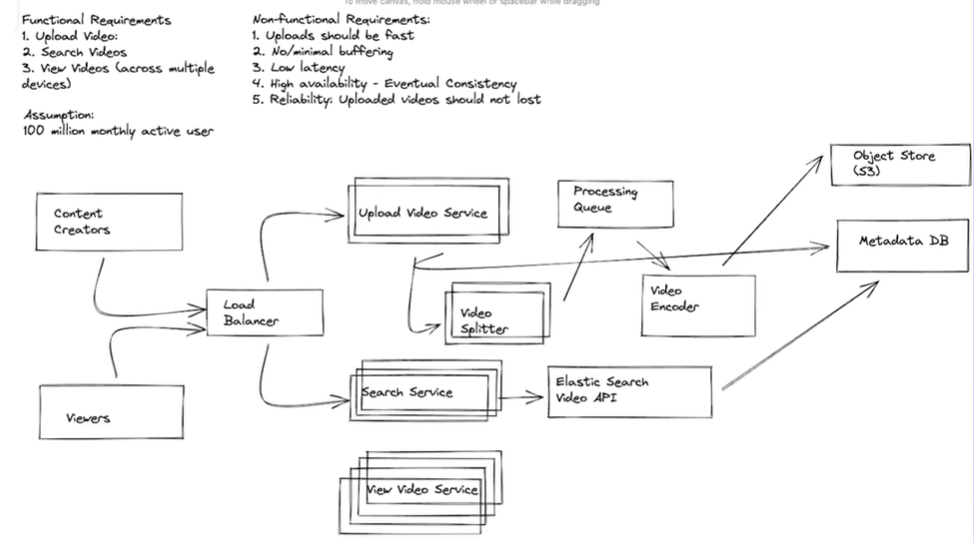 To move canvas, hold mouse wheel or spacebar while dragging
Functional Requirements
1. Upload Video:
2. Search Videos
3. View Videos (across multiple
devices)
Assumption:
100 million monthly active user
Non-functional Requirements:
1. Uploads should be fast
2. No/minimal buffering
3. Low latency
4. High availability - Eventual Consistency
5. Reliability: Uploaded videos should not lost
Content
Creators
Viewers
Load
Balancer
Upload Video Service
Video
Splitter
Processing
Queue
Video
Encoder
Object Store
(S3)
Metadata DB
Search Service
Elastic Search
Video API
View Video Service